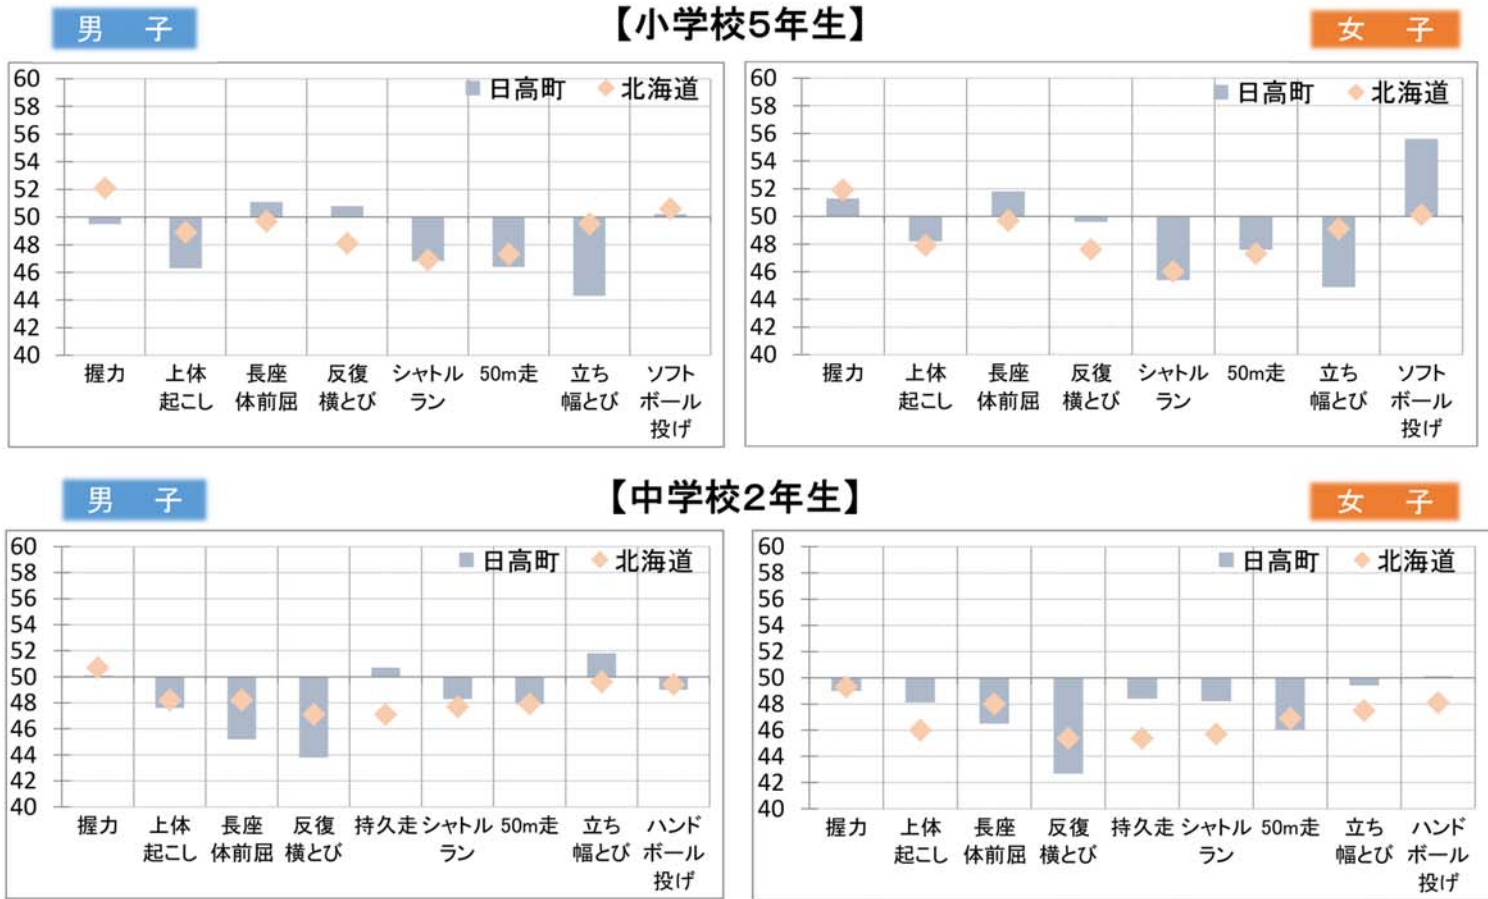 【小学校5年生】
男 子
女 子
日高町 北海道
60
58
56
54
52
50
48
46
44
42
40
握力 上体 長座 反復 シャトル 50m走 立ち ソフト
起こし 体前屈 横とび ラン 幅とび ボール
投げ
日高町 北海道
60
58
56
54
52
50
48
46
44
42
40
握力 上体 長座 反復 シャトル 50m走 立ち ソフト
起こし 体前屈 横とび ラン 幅とび ボール
投げ
【中学校2年生】
男 子
女 子
日高町 北海道
60
58
56
54
52
50
48
46
44
42
40
握力 上体 長座 反復 持久走 シャトル 50m走 立ち ハンド
起こし 体前屈 横とび ラン 幅とび ボール
投げ
日高町 北海道
60
58
56
54
52
50
48
46
44
42
40
握力 上体 長座 反復 持久走 シャトル 50m走 立ち ハンド
起こし 体前屈 横とび ラン 幅とび ボール
投げ